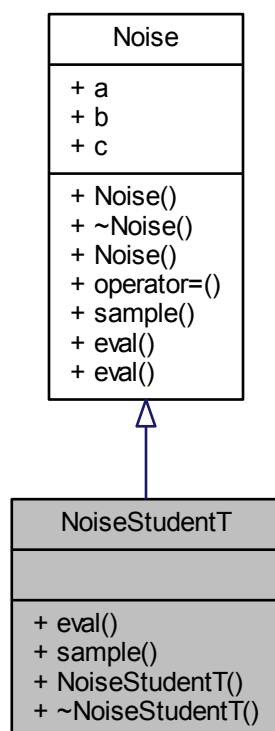 Noise
+ a
+ b
+ c
+ Noise()
+ ~Noise()
+ Noise()
+ operator=()
+ sample()
+ eval()
+ eval()
NoiseStudentT
+ eval()
+ sample()
+ NoiseStudentT()
+ ~NoiseStudentT()